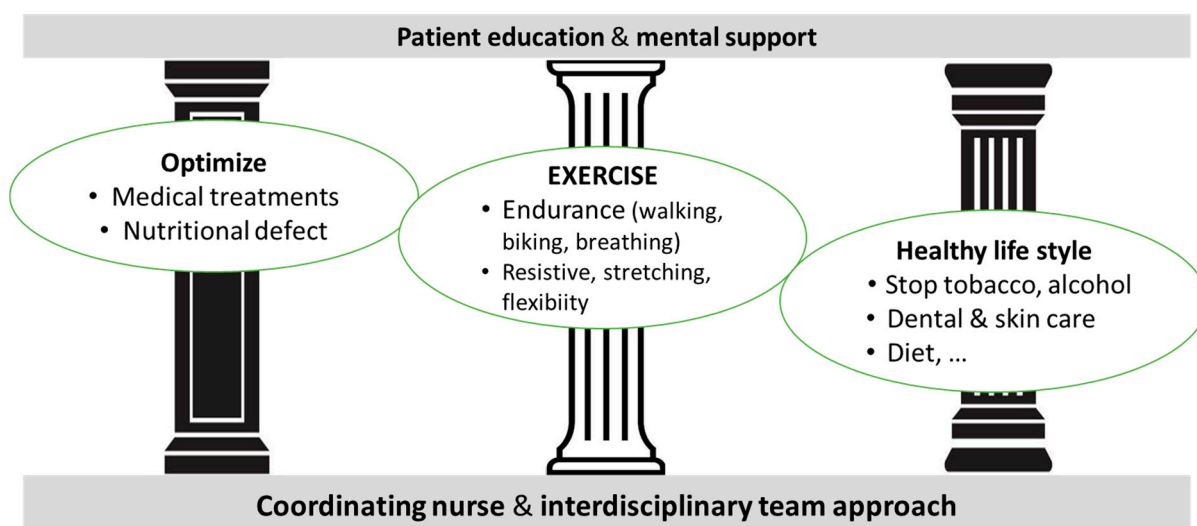 Patient education & mental support
Optimize
• Medical treatments
• Nutritional defect
EXERCISE
• Endurance (walking,
biking, breathing)
• Resistive, stretching,
flexibiity
Healthy life style
• Stop tobacco, alcohol
• Dental & skin care
• Diet, ...
Coordinating nurse & interdisciplinary team approach